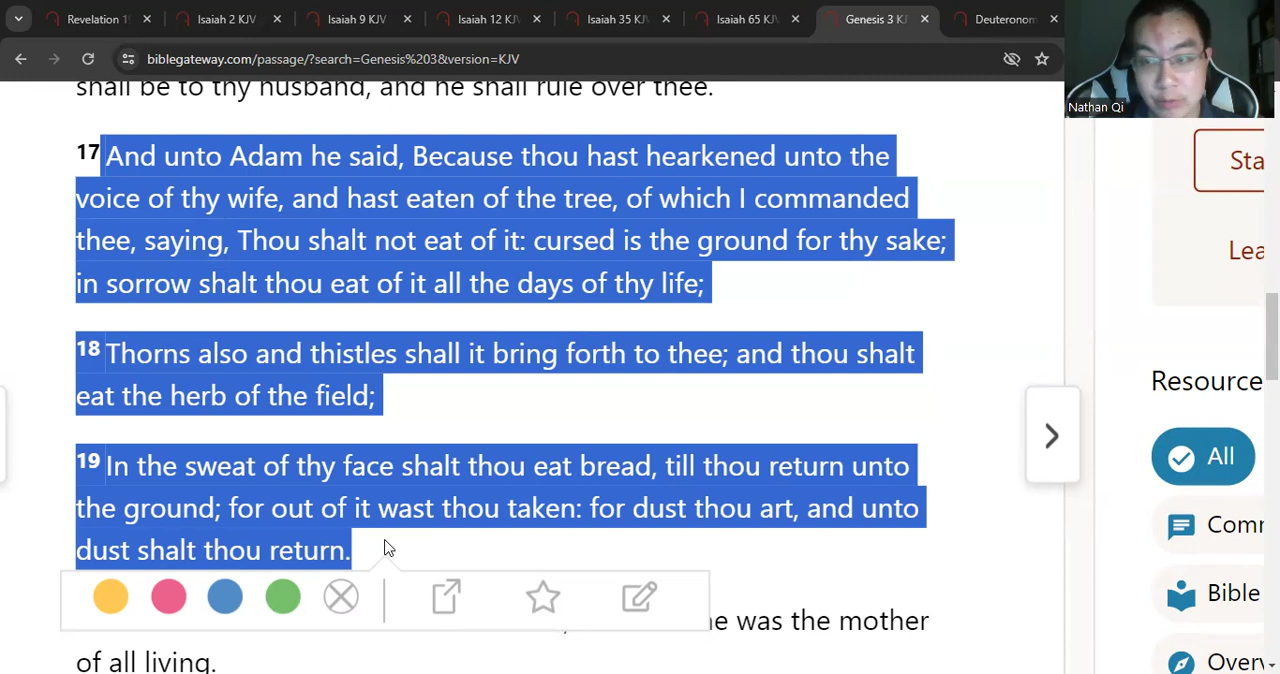 Revelation 1
Isaiah 2 KJV
Isaiah 9 KJV
Isaiah 12 KJV
Isaiah 35 KJV
Isaiah 65 KJV
Genesis 3 KJ
Deuteronom
biblegateway.com/passage/?search=Genesis%203&version=KJV
Nathan Qi
shall be to thy husband, and he shall rule over thee.
17 And unto Adam he said, Because thou hast hearkened unto the
voice of thy wife, and hast eaten of the tree, of which I commanded
thee, saying, Thou shalt not eat of it: cursed is the ground for thy sake;
in sorrow shalt thou eat of it all the days of thy life;
18 Thorns also and thistles shall it bring forth to thee; and thou shalt
eat the herb of the field;
19 In the sweat of thy face shalt thou eat bread, till thou return unto
the ground; for out of it wast thou taken: for dust thou art, and unto
dust shalt thou return.
he was the mother
of all living.
Sta
Lea
Resource
All
Comm
Bible
Overv